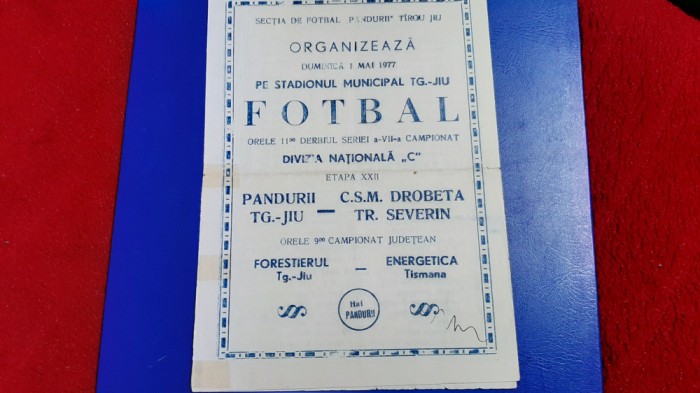 SECȚIA DE FOTBAL „PANDURII" TÎRGU JIU
ORGANIZEAZĂ
DUMINICĂ 1 MAI 1977
PE STADIONUL MUNICIPAL TG.-JIU
FOTBAL
ORELE 11⁰⁰ DERBIUL SERIEI a-VII-a CAMPIONAT
DIVIZIA NAȚIONALĂ „C"
ETAPA XXII
PANDURII TG.-JIU — C.S.M. DROBETA TR. SEVERIN
ORELE 9⁰⁰ CAMPIONAT JUDEȚEAN
FORESTIERUL Tg.-Jiu — ENERGETICA Tismana
Hai
PANDURII